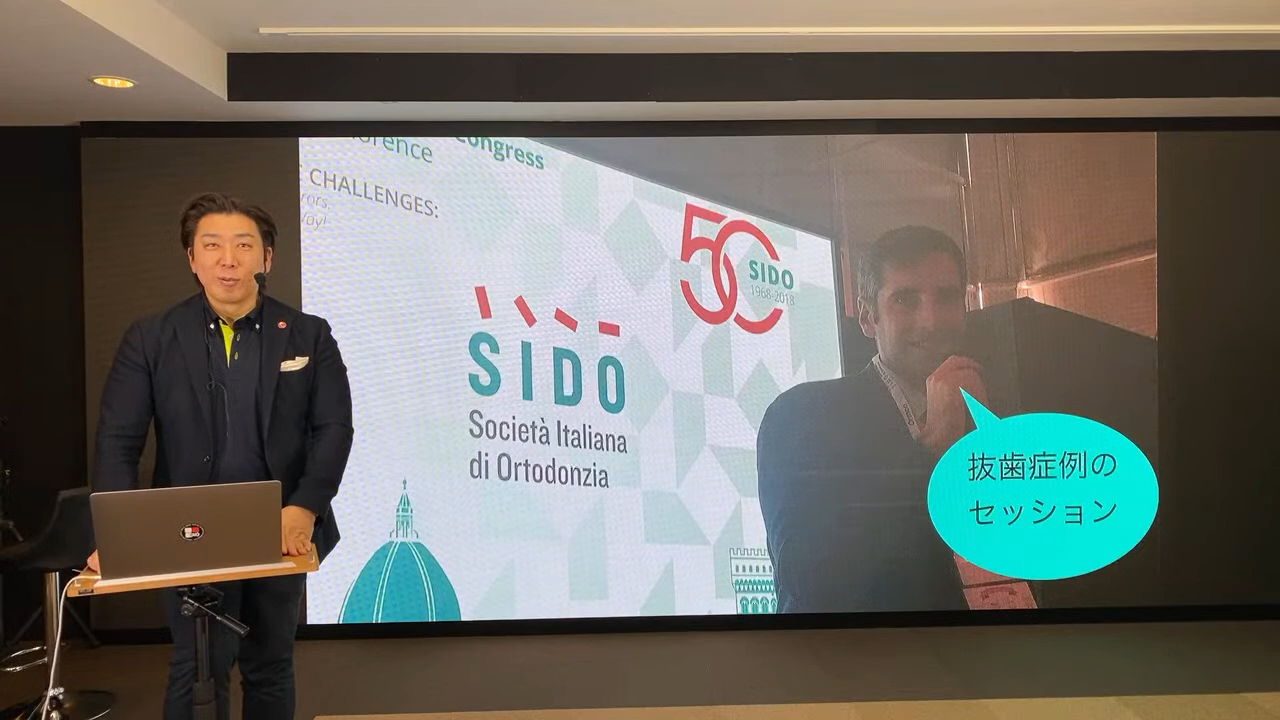 Congress
CHALLENGES:
50
SIDO
1968-2018
SIDO
Società Italiana
di Ortodonzia
抜歯症例の
セッション